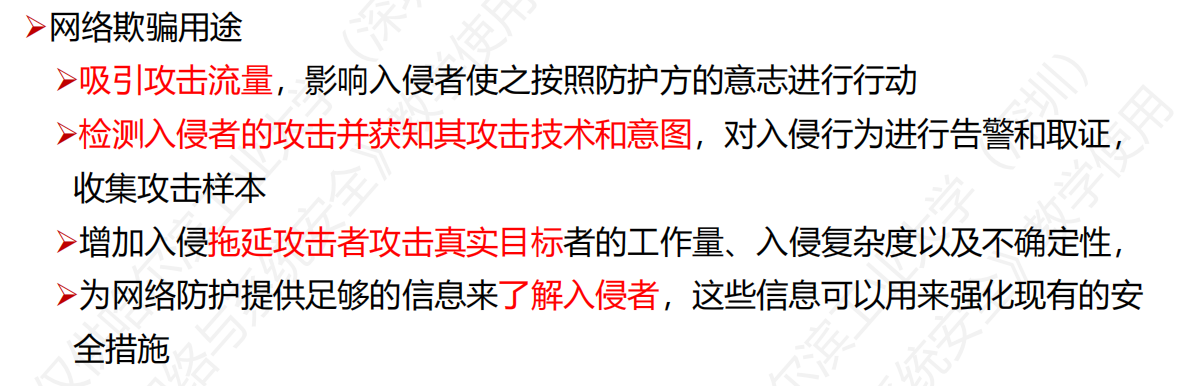 ➢网络欺骗用途
➢吸引攻击流量，影响入侵者使之按照防护方的意志进行行动
➢检测入侵者的攻击并获知其攻击技术和意图，对入侵行为进行告警和取证，
收集攻击样本
➢增加入侵拖延攻击者攻击真实目标者的工作量、入侵复杂度以及不确定性，
➢为网络防护提供足够的信息来了解入侵者，这些信息可以用来强化现有的安
全措施